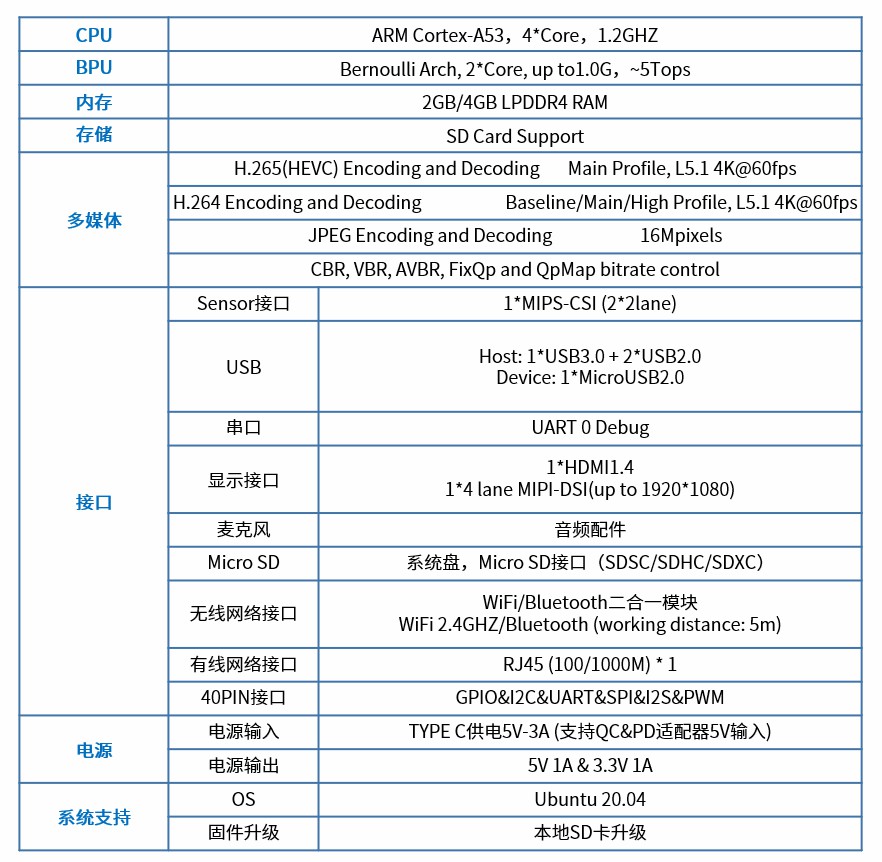 CPU
ARM Cortex-A53，4*Core，1.2GHZ
BPU
Bernoulli Arch, 2*Core, up to1.0G，~5Tops
内存
2GB/4GB LPDDR4 RAM
存储
SD Card Support
多媒体
H.265(HEVC) Encoding and Decoding Main Profile, L5.1 4K@60fps
H.264 Encoding and Decoding Baseline/Main/High Profile, L5.1 4K@60fps
JPEG Encoding and Decoding 16Mpixels
CBR, VBR, AVBR, FixQp and QpMap bitrate control
接口
Sensor接口
1*MIPS-CSI (2*2lane)
USB
Host: 1*USB3.0 + 2*USB2.0
Device: 1*MicroUSB2.0
串口
UART 0 Debug
显示接口
1*HDMI1.4
1*4 lane MIPI-DSI(up to 1920*1080)
麦克风
音频配件
Micro SD
系统盘，Micro SD接口（SDSC/SDHC/SDXC）
无线网络接口
WiFi/Bluetooth二合一模块
WiFi 2.4GHZ/Bluetooth (working distance: 5m)
有线网络接口
RJ45 (100/1000M) * 1
40PIN接口
GPIO&I2C&UART&SPI&I2S&PWM
电源
电源输入
TYPE C供电5V-3A (支持QC&PD适配器5V输入)
电源输出
5V 1A & 3.3V 1A
系统支持
OS
Ubuntu 20.04
固件升级
本地SD卡升级